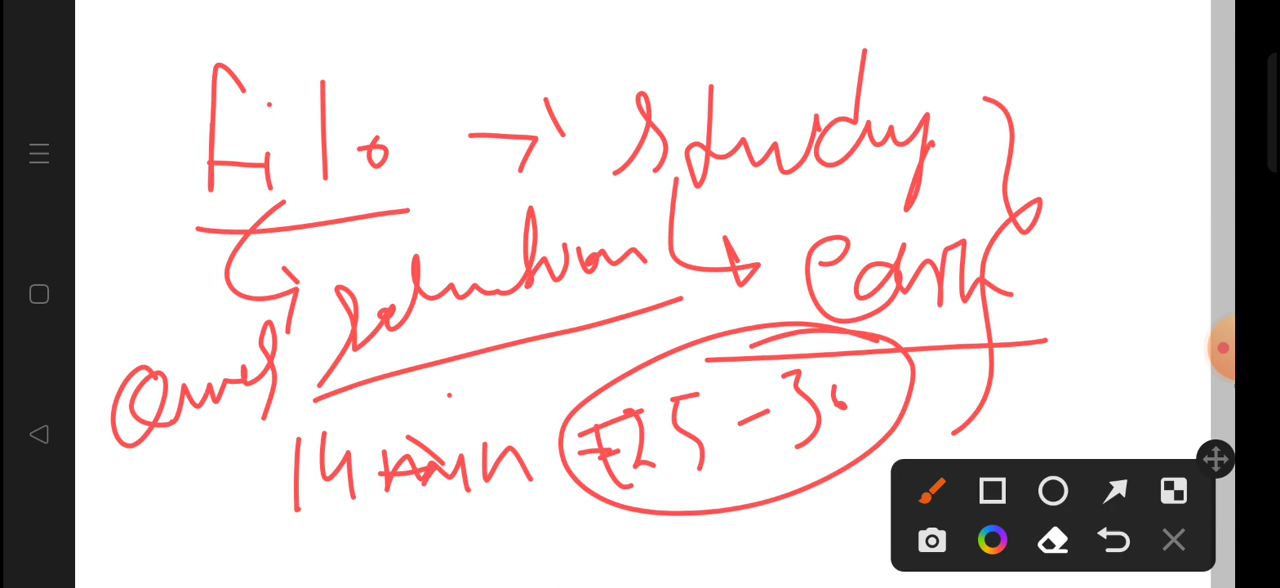 Filo → study
solution ↳ earn
Ques
14 min ₹25-30